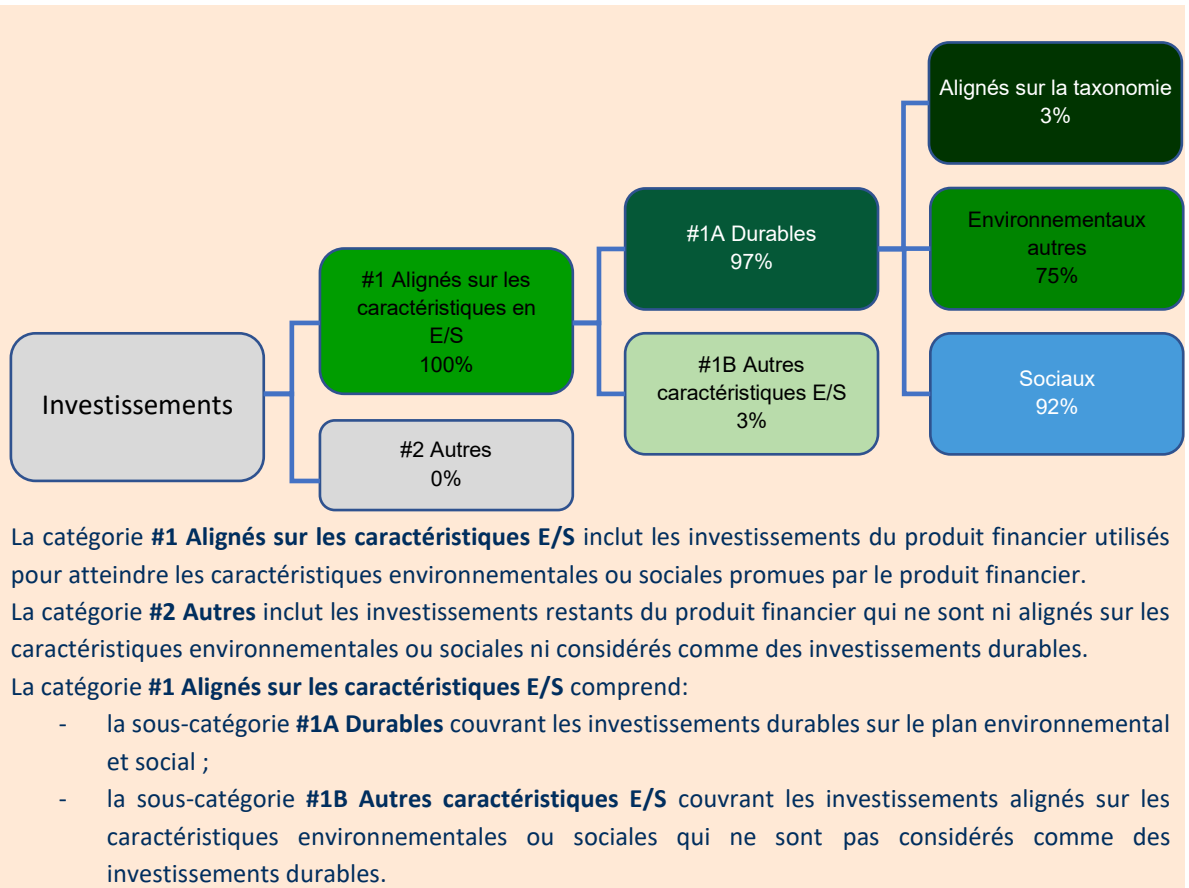 Investissements
#1 Alignés sur les
caractéristiques en
E/S
100%
#2 Autres
0%
#1A Durables
97%
#1B Autres
caractéristiques E/S
3%
Alignés sur la taxonomie
3%
Environnementaux
autres
75%
Sociaux
92%
La catégorie #1 Alignés sur les caractéristiques E/S inclut les investissements du produit financier utilisés
pour atteindre les caractéristiques environnementales ou sociales promues par le produit financier.
La catégorie #2 Autres inclut les investissements restants du produit financier qui ne sont ni alignés sur les
caractéristiques environnementales ou sociales ni considérés comme des investissements durables.
La catégorie #1 Alignés sur les caractéristiques E/S comprend:
- la sous-catégorie #1A Durables couvrant les investissements durables sur le plan environnemental
et social ;
- la sous-catégorie #1B Autres caractéristiques E/S couvrant les investissements alignés sur les
caractéristiques environnementales ou sociales qui ne sont pas considérés comme des
investissements durables.